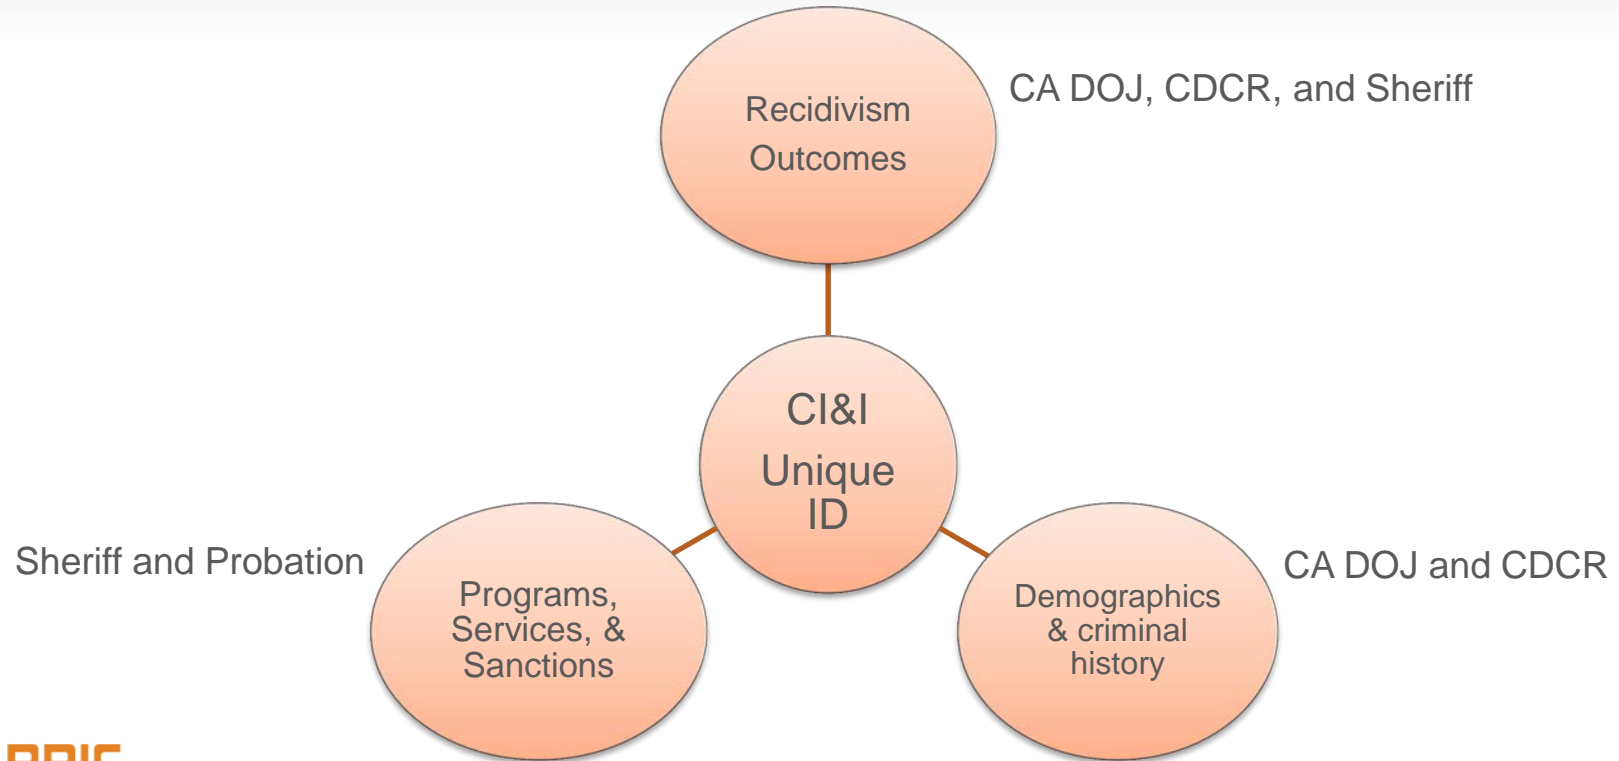 Recidivism
Outcomes
CA DOJ, CDCR, and Sheriff
CI&I
Unique
ID
Sheriff and Probation
Programs,
Services, &
Sanctions
Demographics
& criminal
history
CA DOJ and CDCR